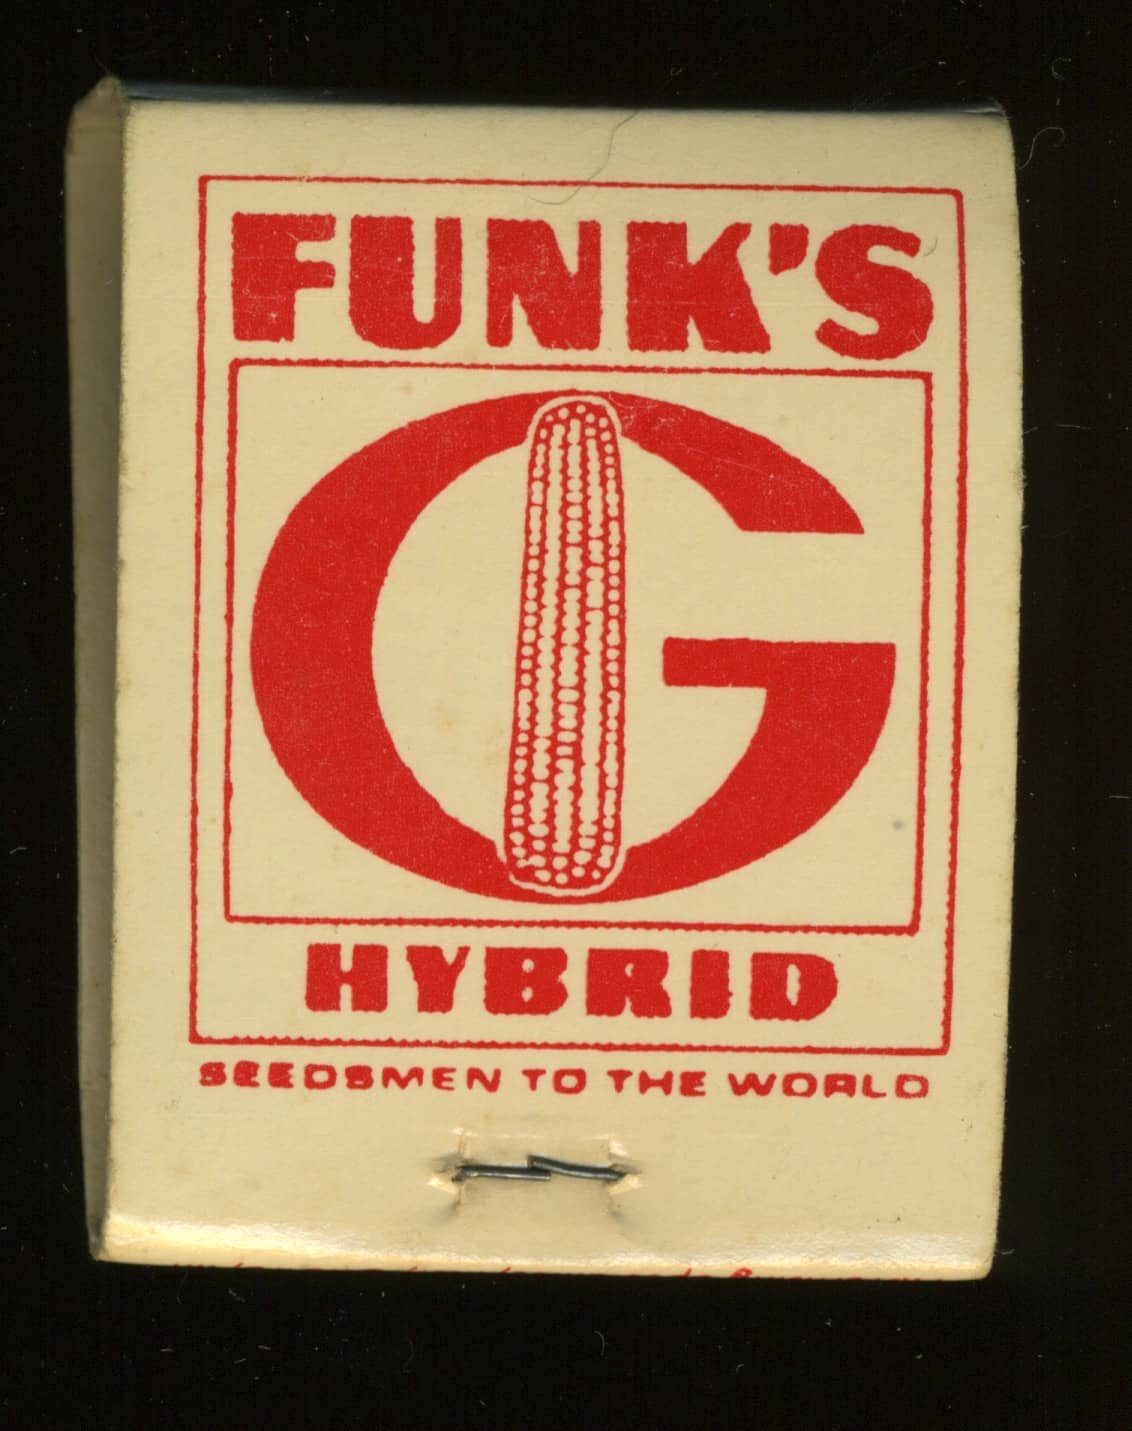 FUNK'S
G
HYBRID
SEEDSMEN TO THE WORLD